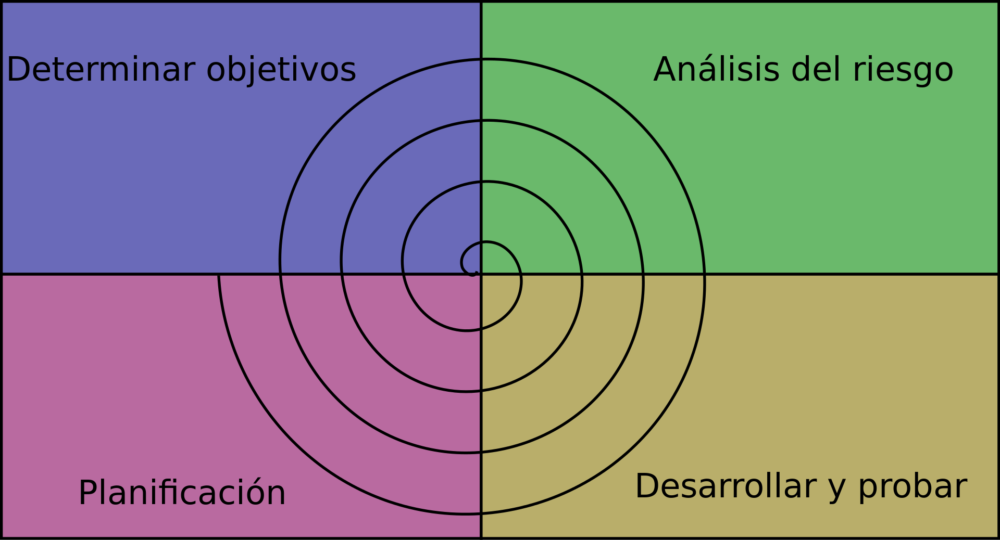 Determinar objetivos
Análisis del riesgo
Planificación
Desarrollar y probar